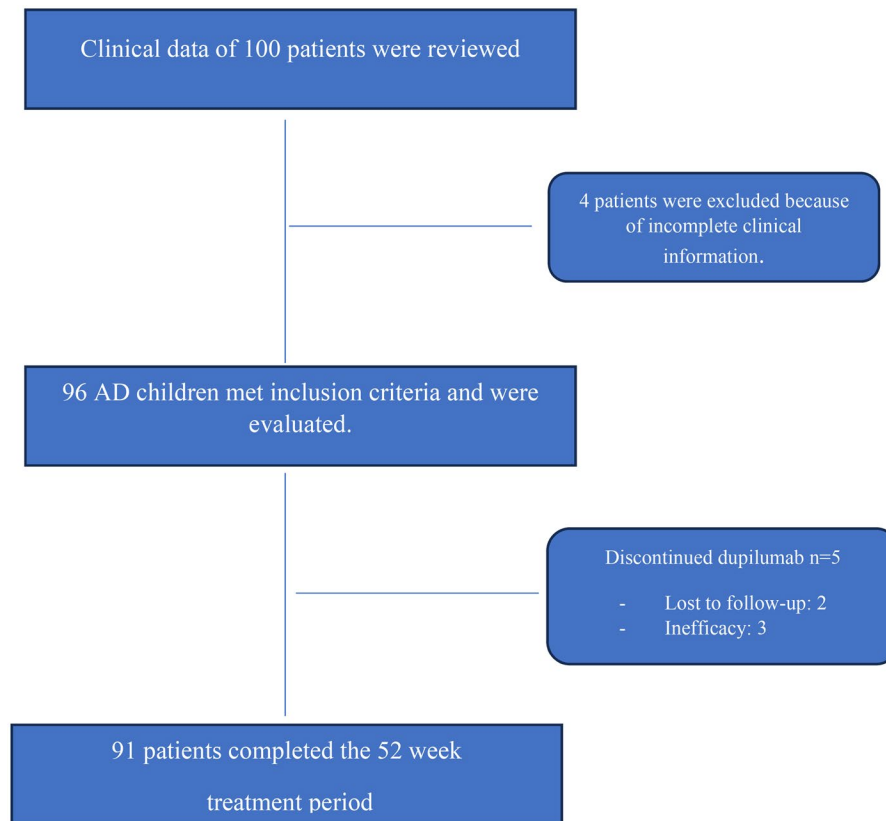 Clinical data of 100 patients were reviewed
4 patients were excluded because
of incomplete clinical
information.
96 AD children met inclusion criteria and were
evaluated.
Discontinued dupilumab n=5
- Lost to follow-up: 2
- Inefficacy: 3
91 patients completed the 52 week
treatment period